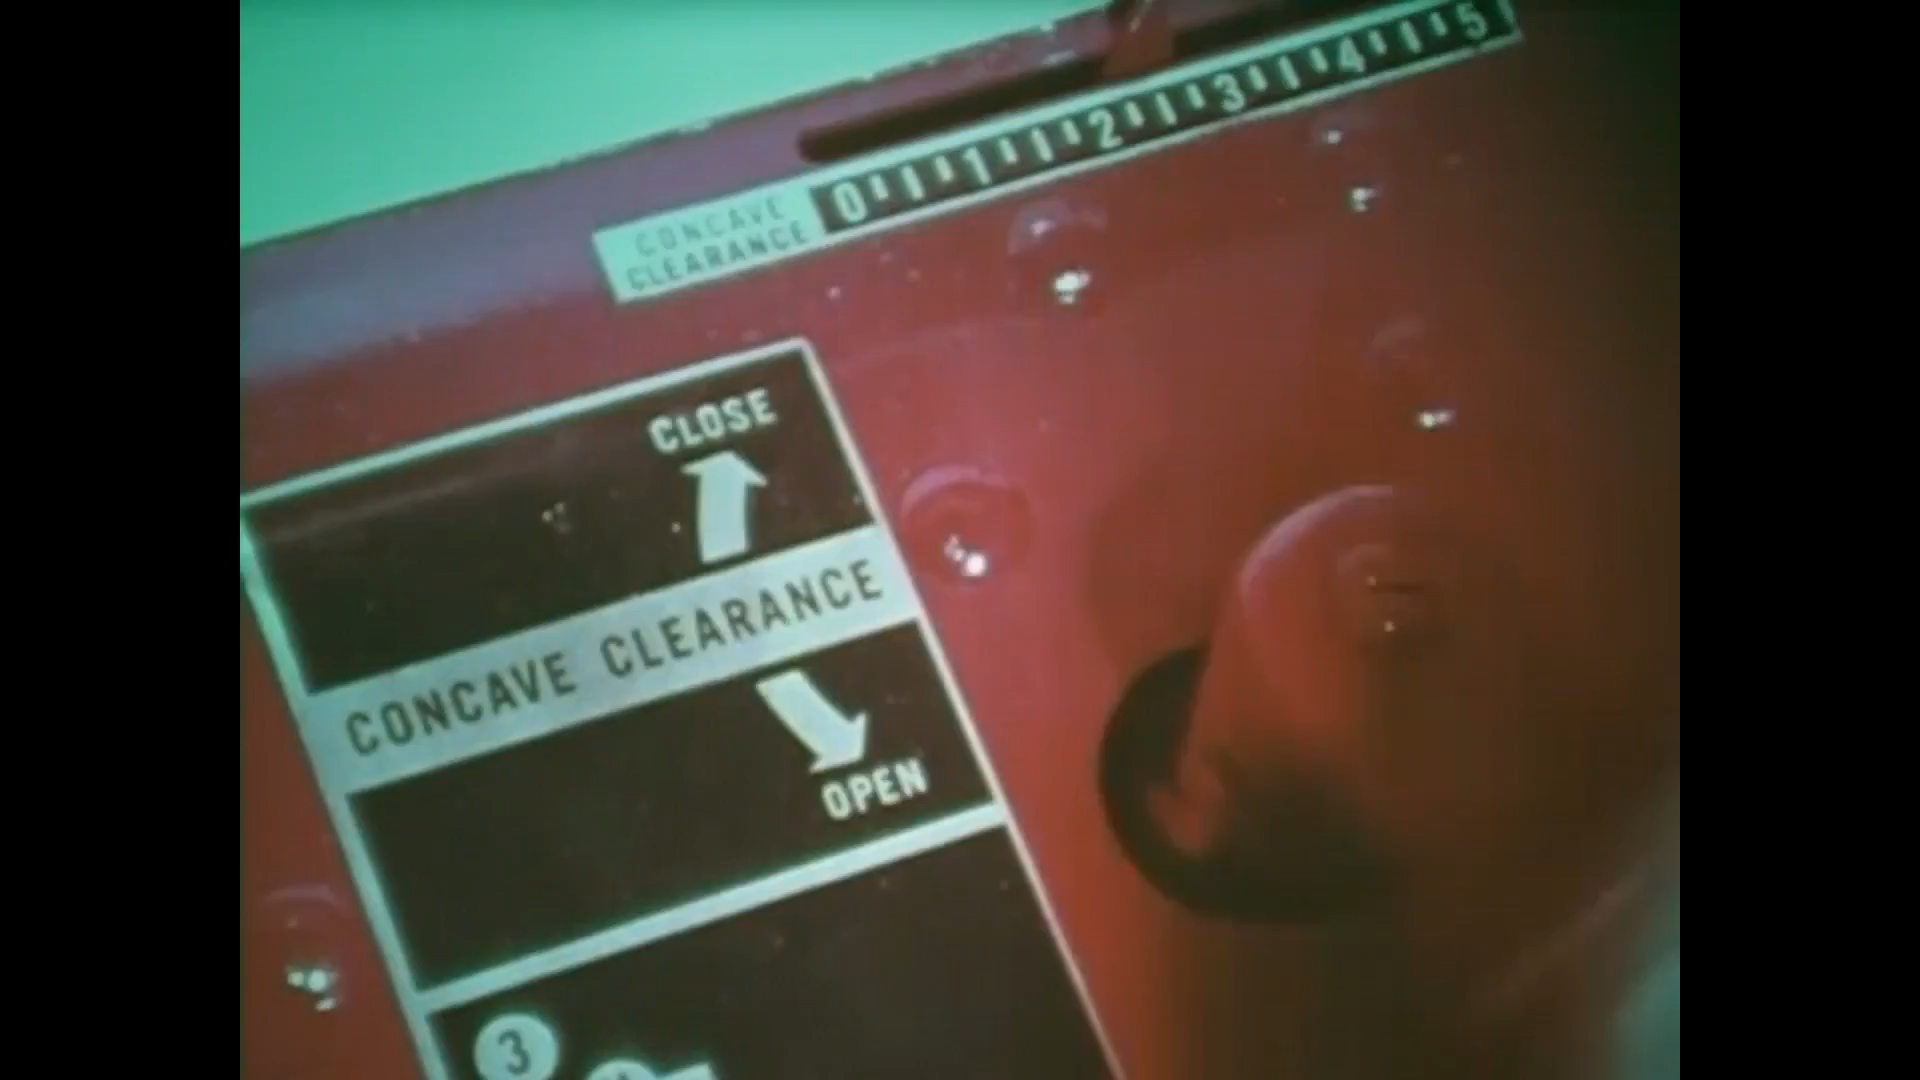 CONCAVE
CLEARANCE
0 1 2 3 4 5
CLOSE
CONCAVE CLEARANCE
OPEN
3